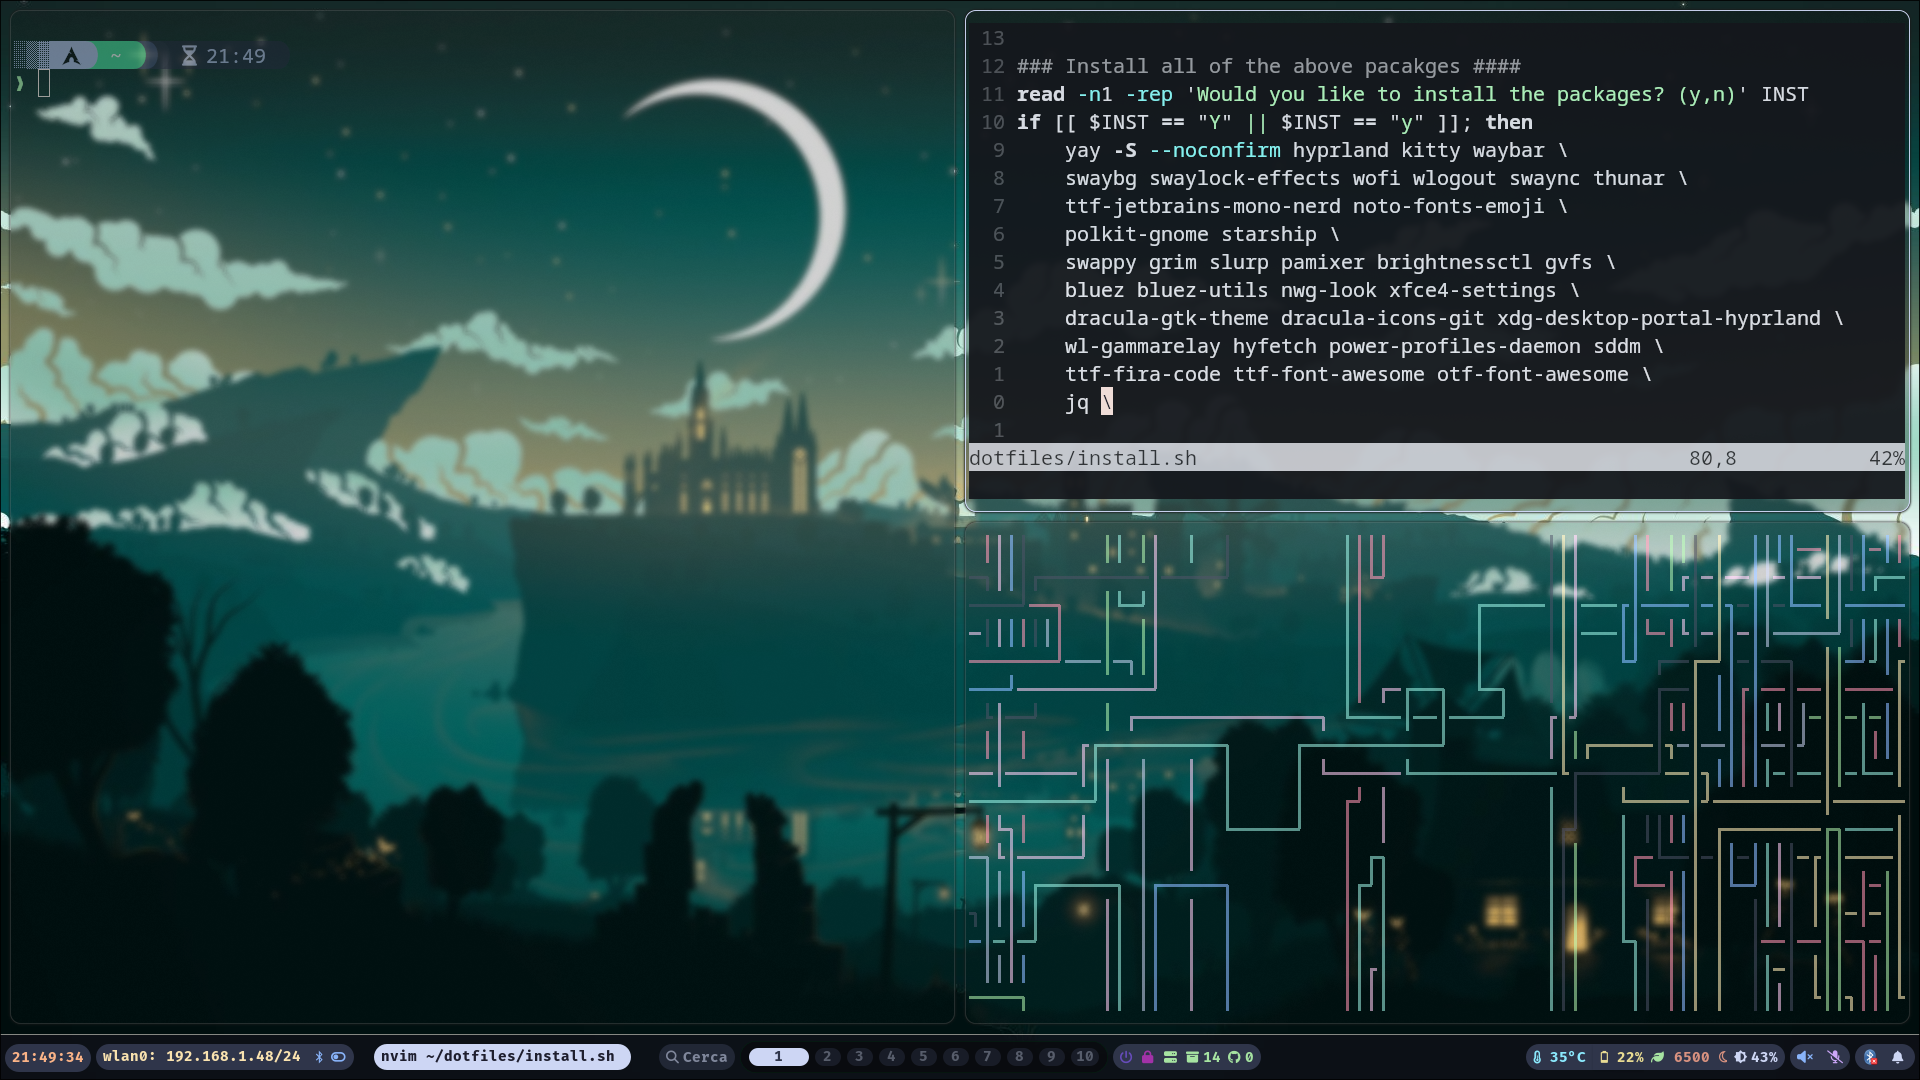 ~ 21:49
❯
13
12 ### Install all of the above pacakges ####
11 read -n1 -rep 'Would you like to install the packages? (y,n)' INST
10 if [[ $INST == "Y" || $INST == "y" ]]; then
9 yay -S --noconfirm hyprland kitty waybar \
8 swaybg swaylock-effects wofi wlogout swaync thunar \
7 ttf-jetbrains-mono-nerd noto-fonts-emoji \
6 polkit-gnome starship \
5 swappy grim slurp pamixer brightnessctl gvfs \
4 bluez bluez-utils nwg-look xfce4-settings \
3 dracula-gtk-theme dracula-icons-git xdg-desktop-portal-hyprland \
2 wl-gammarelay hyfetch power-profiles-daemon sddm \
1 ttf-fira-code ttf-font-awesome otf-font-awesome \
0 jq \
1
dotfiles/install.sh 80,8 42%
21:49:34 wlan0: 192.168.1.48/24 nvim ~/dotfiles/install.sh Cerca 1 2 3 4 5 6 7 8 9 10 14 0 35°C 22% 6500 43%